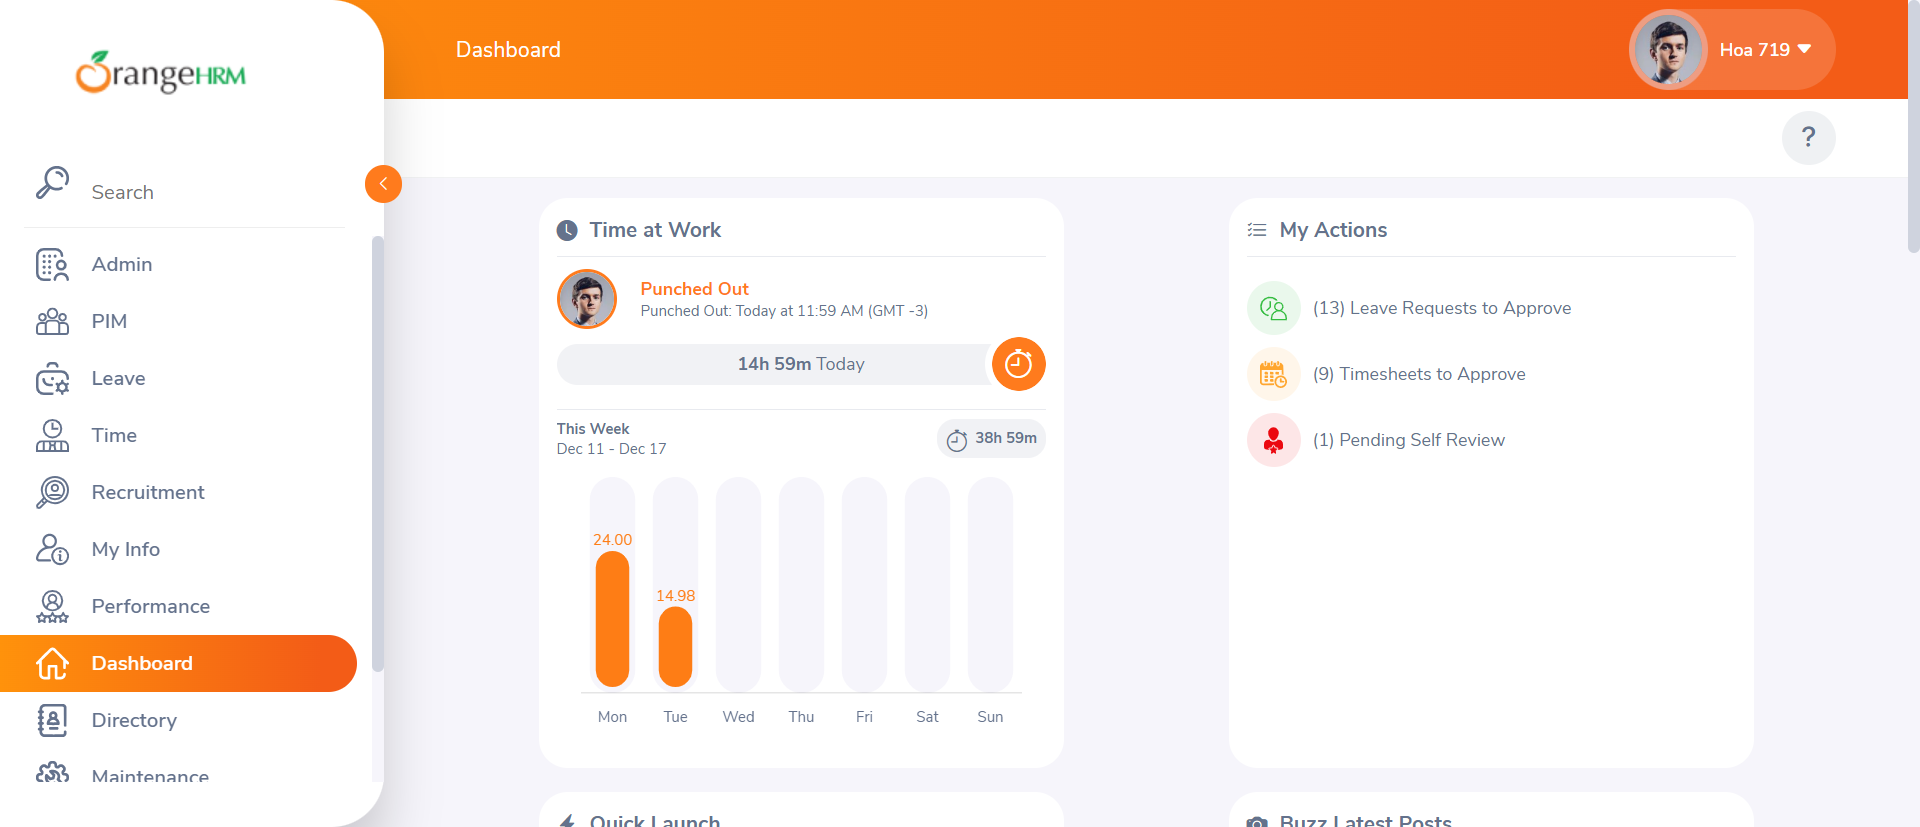 OrangeHRM
Dashboard
Hoa 719
?
Search
Admin
PIM
Leave
Time
Recruitment
My Info
Performance
Dashboard
Directory
Maintenance
Time at Work
Punched Out
Punched Out: Today at 11:59 AM (GMT -3)
14h 59m Today
This Week
Dec 11 - Dec 17
38h 59m
24.00
14.98
Mon Tue Wed Thu Fri Sat Sun
My Actions
(13) Leave Requests to Approve
(9) Timesheets to Approve
(1) Pending Self Review
Quick Launch
Buzz Latest Posts